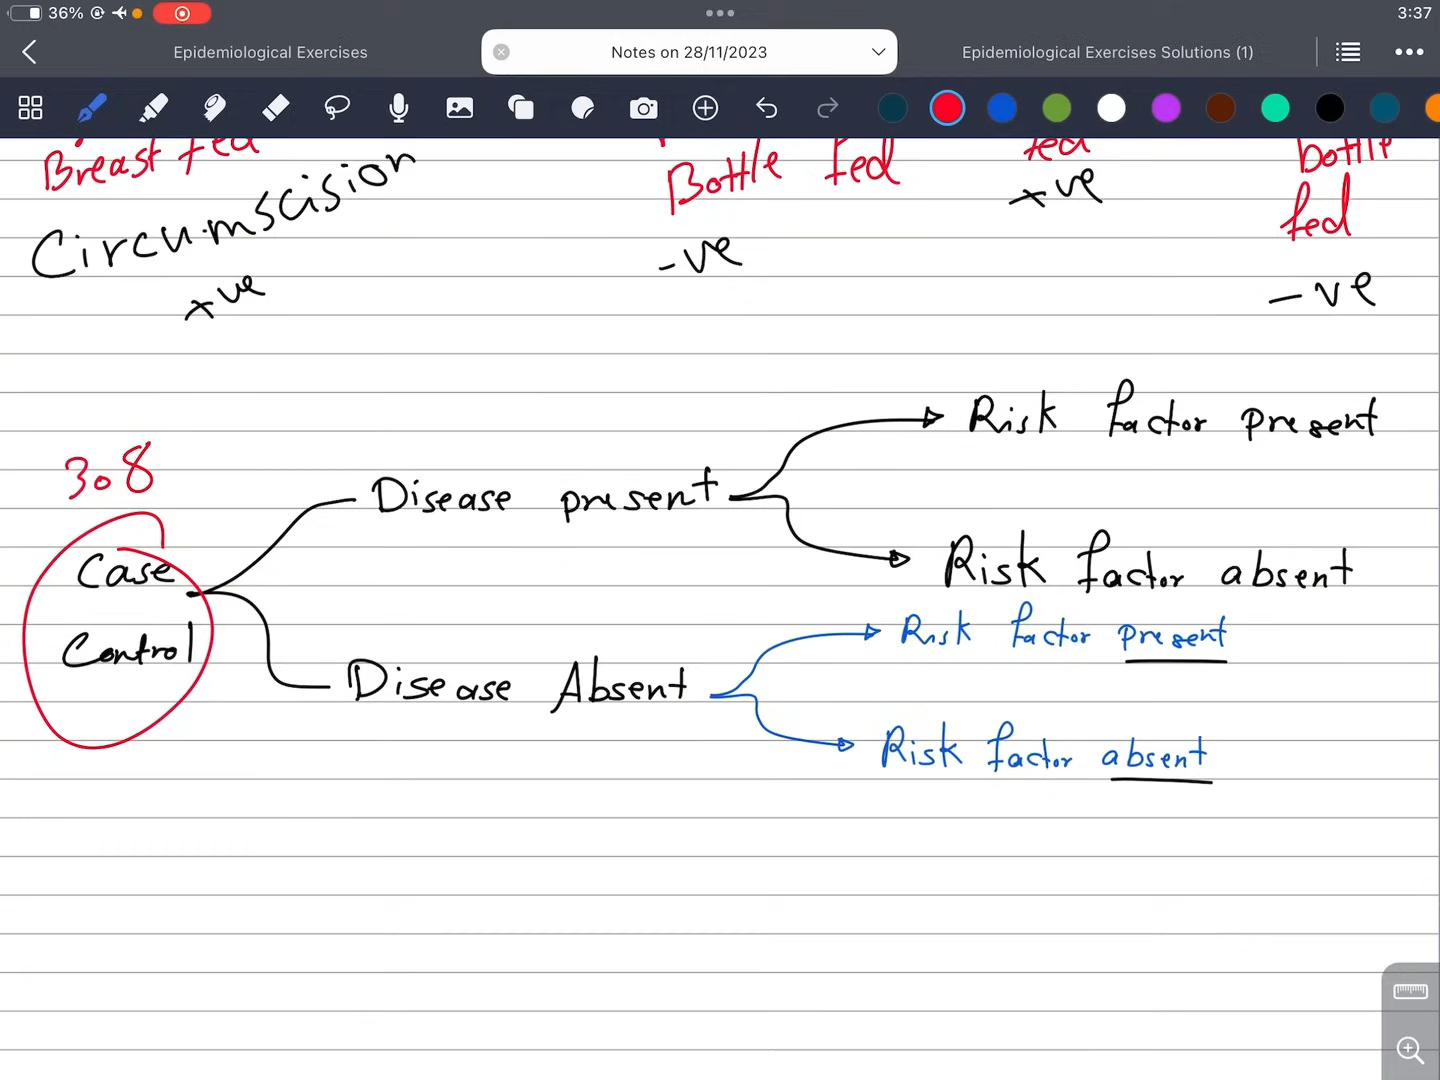 36% 3:37
Epidemiological Exercises Notes on 28/11/2023 Epidemiological Exercises Solutions (1)
Breast fed Bottle fed fed bottle fed
Circumscision +ve
+ve -ve -ve
Risk factor present
308
Disease present
Case
Risk factor absent
Risk factor present
Control
Disease Absent
Risk factor absent